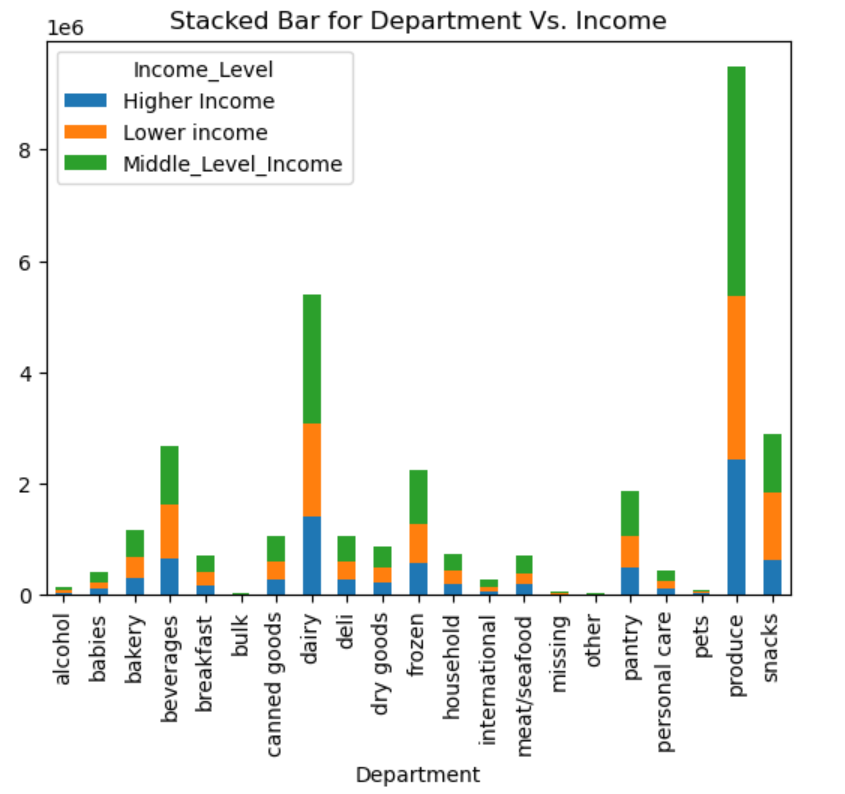 Stacked Bar for Department Vs. Income
1e6
Income_Level
Higher Income
Lower income
Middle_Level_Income
8
6
4
2
0
alcohol
babies
bakery
beverages
breakfast
bulk
canned goods
dairy
deli
dry goods
frozen
household
international
meat/seafood
missing
other
pantry
personal care
pets
produce
snacks
Department